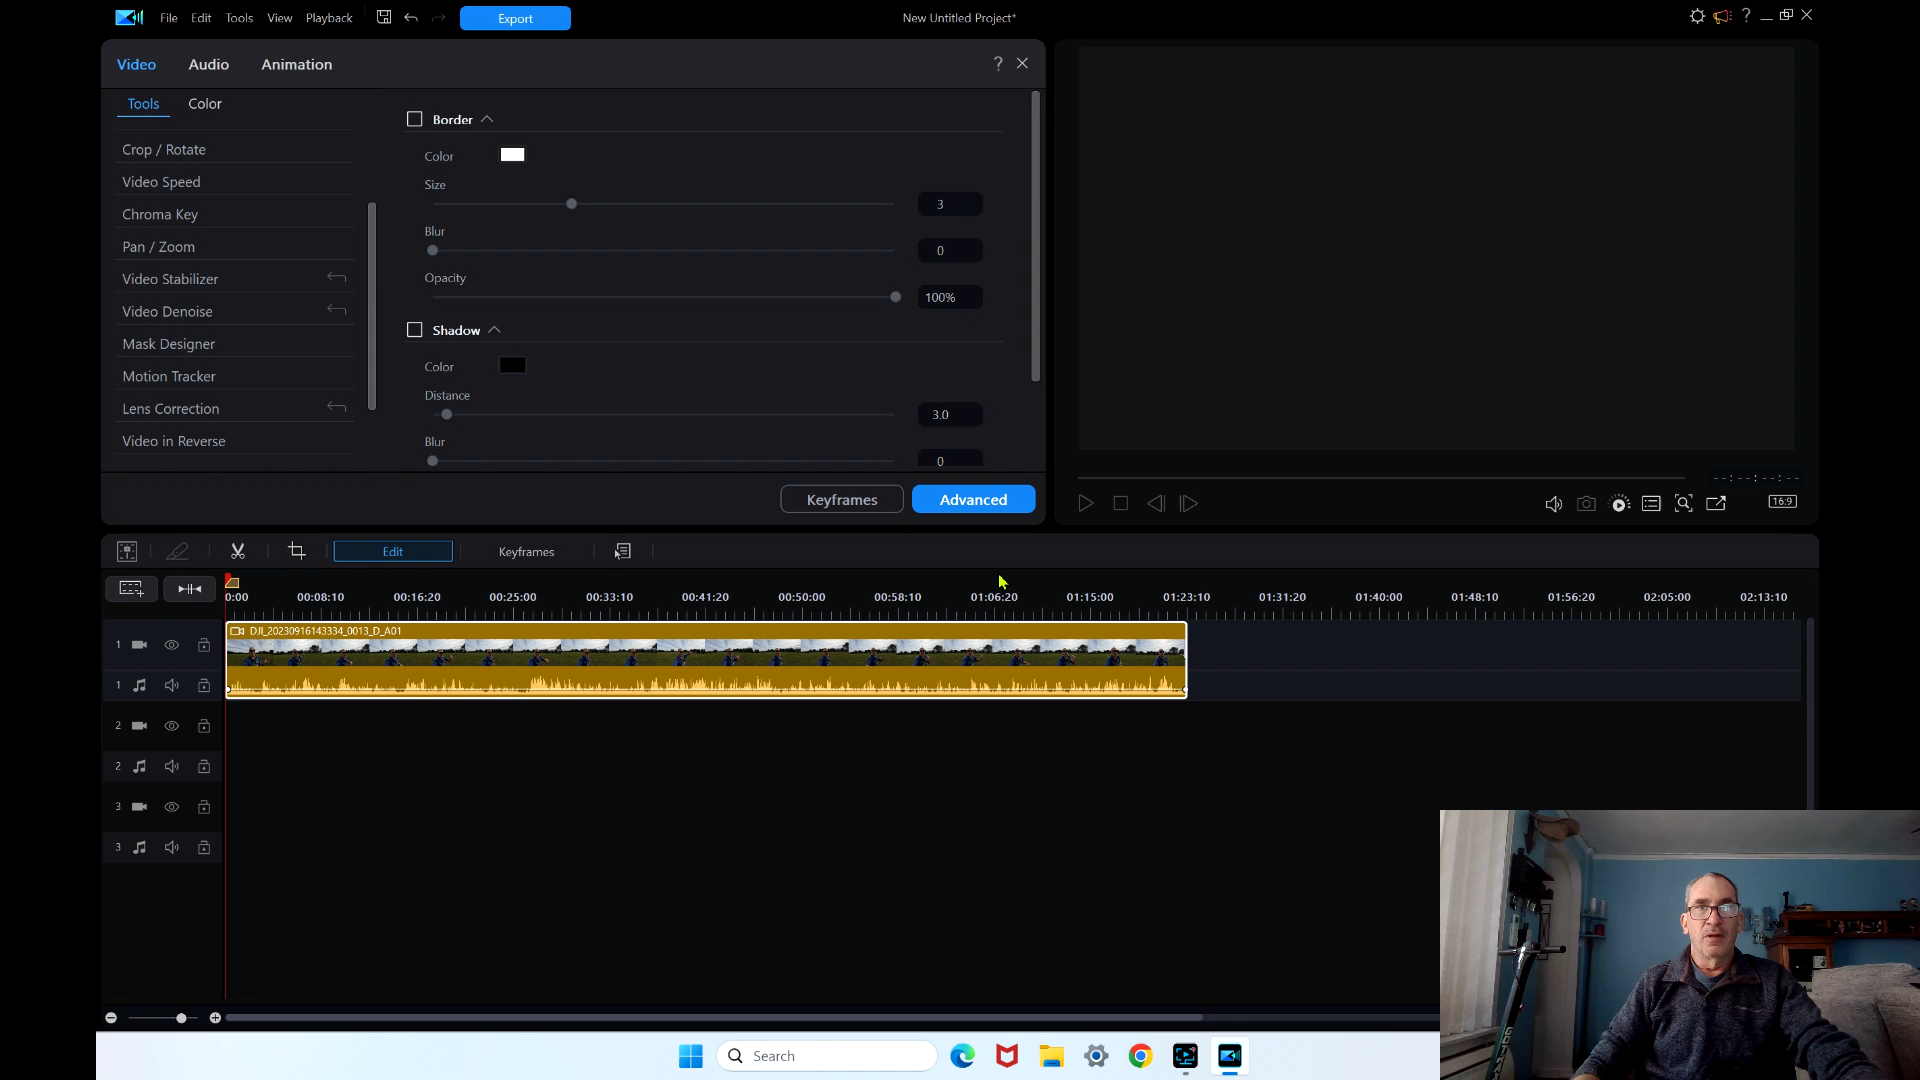 File Edit Tools View Playback Export New Untitled Project* ?
Video Audio Animation ?
Tools Color
Crop / Rotate
Video Speed
Chroma Key
Pan / Zoom
Video Stabilizer
Video Denoise
Mask Designer
Motion Tracker
Lens Correction
Video in Reverse
Border
Color
Size
3
Blur
0
Opacity
100%
Shadow
Color
Distance
3.0
Blur
0
Keyframes Advanced
--:--:--:--
16:9
Edit Keyframes
0:00 00:08:10 00:16:20 00:25:00 00:33:10 00:41:20 00:50:00 00:58:10 01:06:20 01:15:00 01:23:10 01:31:20 01:40:00 01:48:10 01:56:20 02:05:00 02:13:10
DJI_20230916143334_0013_D_A01
1
1
2
2
3
3
Search